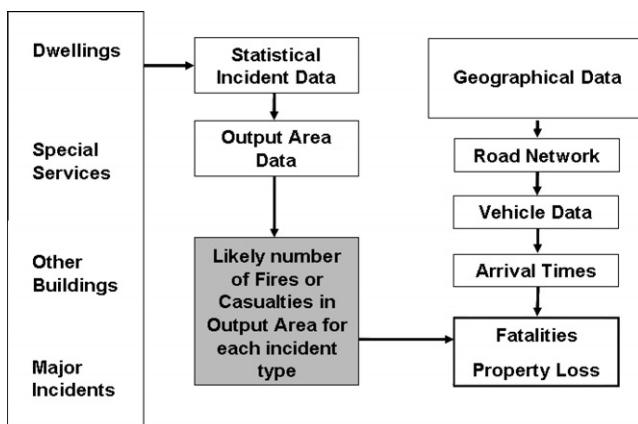 Dwellings
Special
Services
Other
Buildings
Major
Incidents
Statistical
Incident Data
Output Area
Data
Likely number
of Fires or
Casualties in
Output Area for
each incident
type
Geographical Data
Road Network
Vehicle Data
Arrival Times
Fatalities
Property Loss